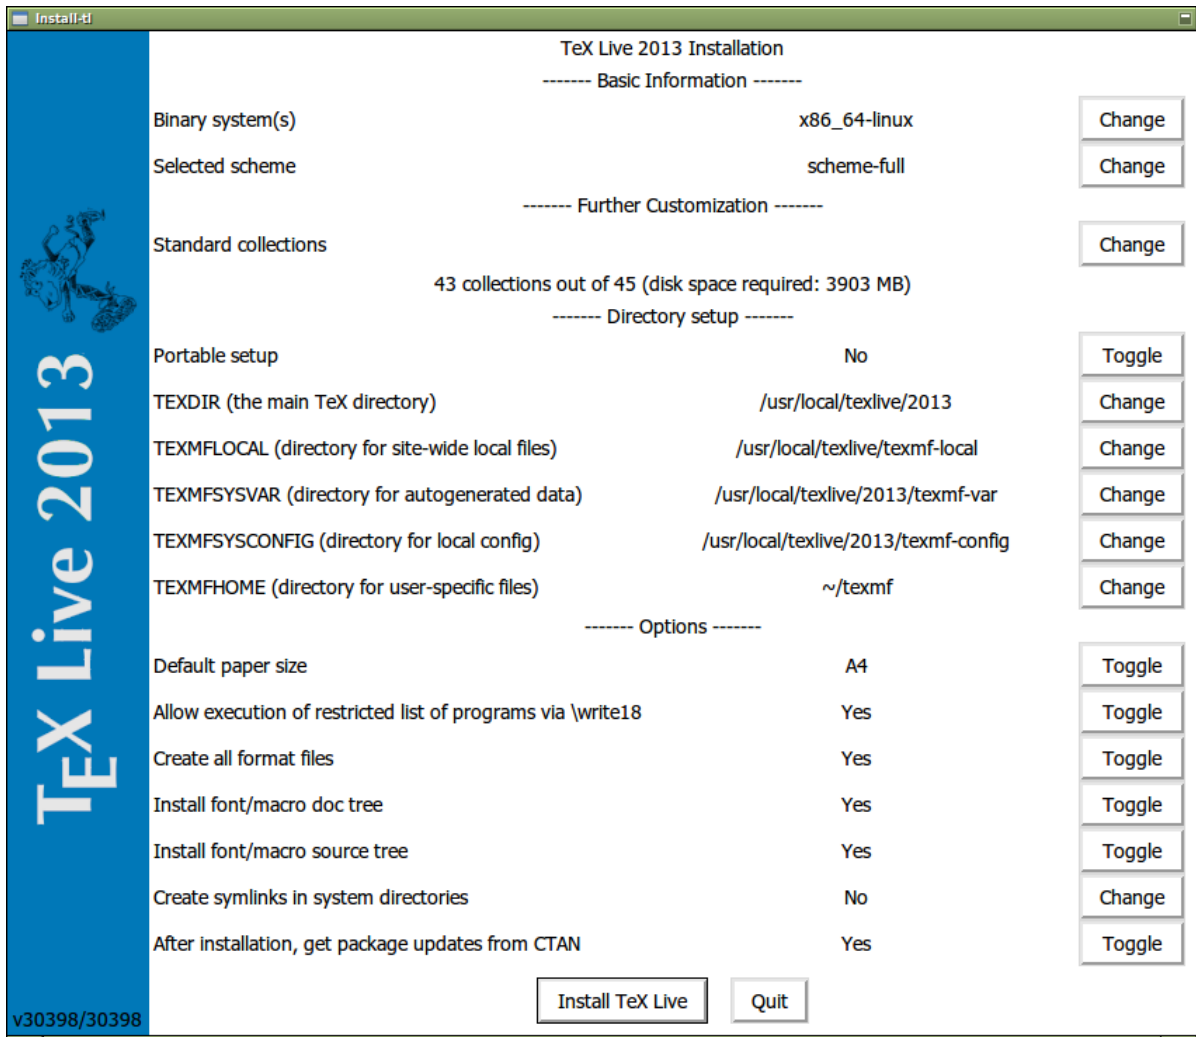 Install-tl
TeX Live 2013 Installation
------- Basic Information -------
Binary system(s) x86_64-linux Change
Selected scheme scheme-full Change
------- Further Customization -------
Standard collections Change
43 collections out of 45 (disk space required: 3903 MB)
------- Directory setup -------
Portable setup No Toggle
TEXDIR (the main TeX directory) /usr/local/texlive/2013 Change
TEXMFLOCAL (directory for site-wide local files) /usr/local/texlive/texmf-local Change
TEXMFSYSVAR (directory for autogenerated data) /usr/local/texlive/2013/texmf-var Change
TEXMFSYSCONFIG (directory for local config) /usr/local/texlive/2013/texmf-config Change
TEXMFHOME (directory for user-specific files) ~/texmf Change
------- Options -------
Default paper size A4 Toggle
Allow execution of restricted list of programs via \write18 Yes Toggle
Create all format files Yes Toggle
Install font/macro doc tree Yes Toggle
Install font/macro source tree Yes Toggle
Create symlinks in system directories No Change
After installation, get package updates from CTAN Yes Toggle
Install TeX Live Quit
TEX Live 2013
v30398/30398